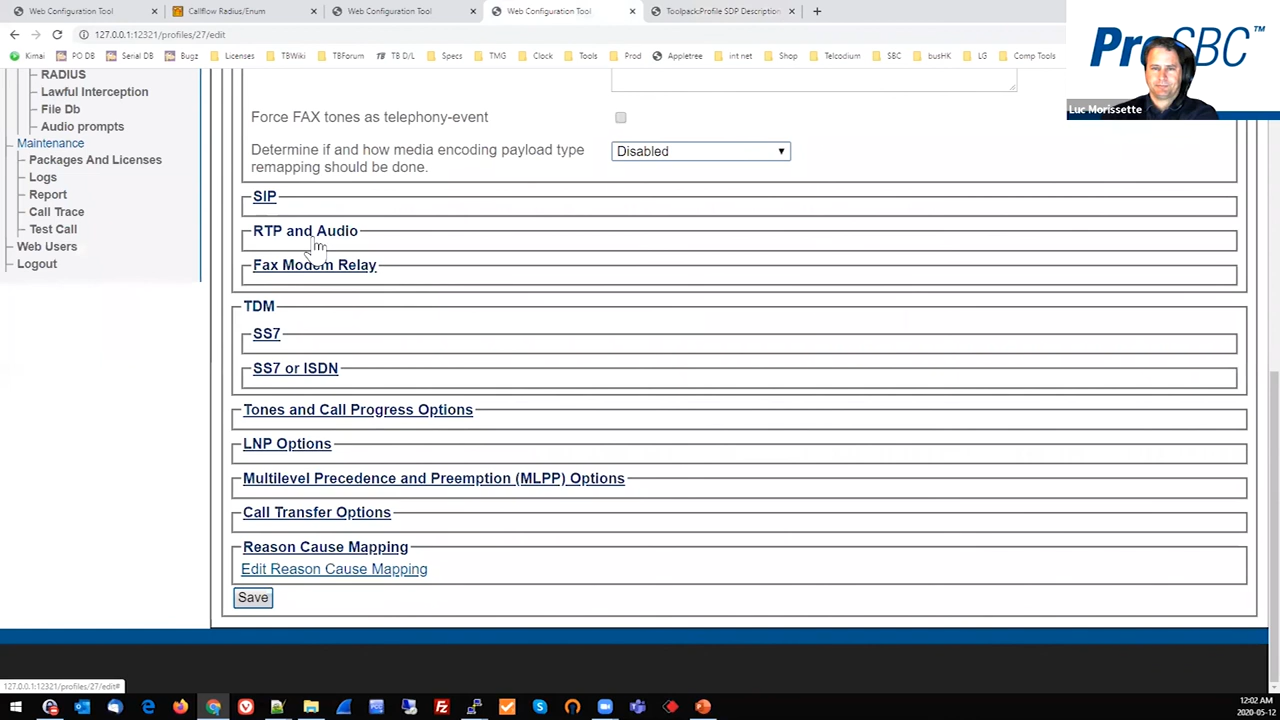 Web Configuration Tool
Callflow Radius/Enum
Web Configuration Tool
Web Configuration Tool
Toolpack:Profile SDP Description
127.0.0.1:12321/profiles/27/edit
Kimai
PO DB
Serial DB
Bugz
Licenses
TBWiki
TBForum
TB D/L
Specs
TMG
Clock
Tools
Prod
Appletree
int net
Shop
Telcodium
SBC
busHK
LG
Comp Tools
ProSBC™
Luc Morissette
RADIUS
Lawful Interception
File Db
Audio prompts
Maintenance
Packages And Licenses
Logs
Report
Call Trace
Test Call
Web Users
Logout
Force FAX tones as telephony-event
Determine if and how media encoding payload type
remapping should be done.
Disabled
SIP
RTP and Audio
Fax Modem Relay
TDM
SS7
SS7 or ISDN
Tones and Call Progress Options
LNP Options
Multilevel Precedence and Preemption (MLPP) Options
Call Transfer Options
Reason Cause Mapping
Edit Reason Cause Mapping
Save
127.0.0.1:12321/profiles/27/edit#
12:02 AM
2020-05-12